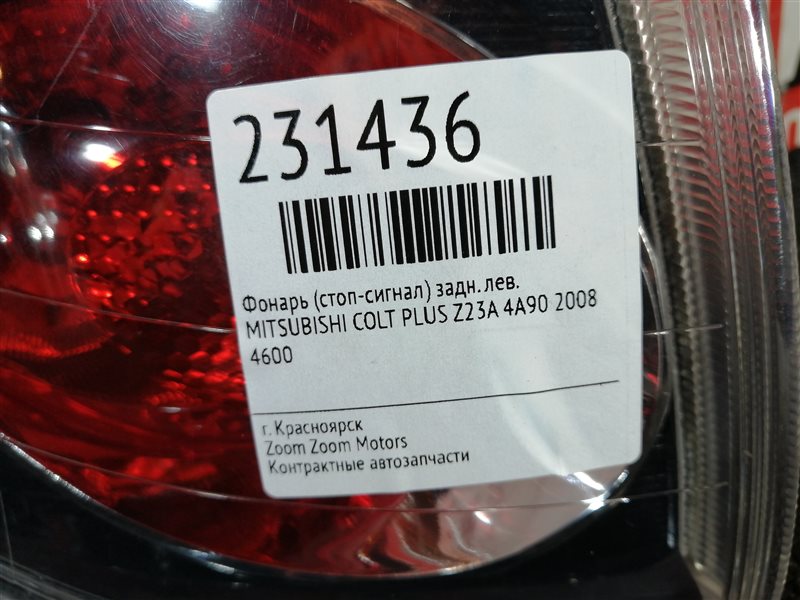 231436
Фонарь (стоп-сигнал) задн. лев.
MITSUBISHI COLT PLUS Z23A 4A90 2008
4600
г. Красноярск
Zoom Zoom Motors
Контрактные автозапчасти